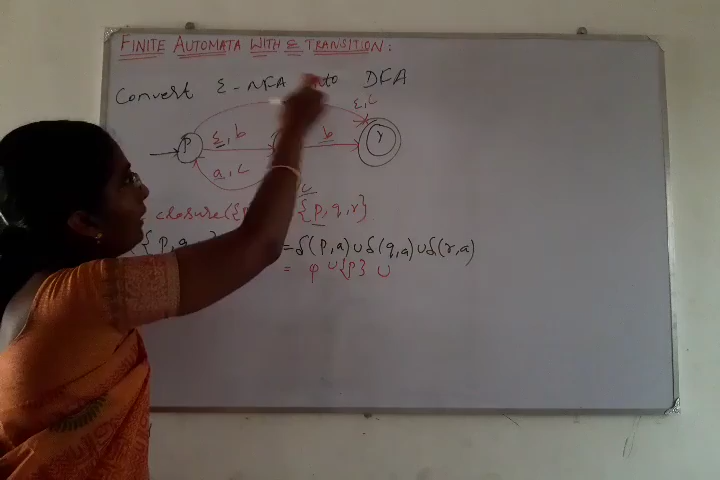 FINITE AUTOMATA WITH Ɛ TRANSITION:
Convert Ɛ-NFA into DFA
Ɛ, c
P Ɛ, b b r
a, c
c
closure({p {p, q, r}
{p, q = δ(p,a) ∪ δ(q,a) ∪ δ(r,a)
= φ ∪ {p} ∪